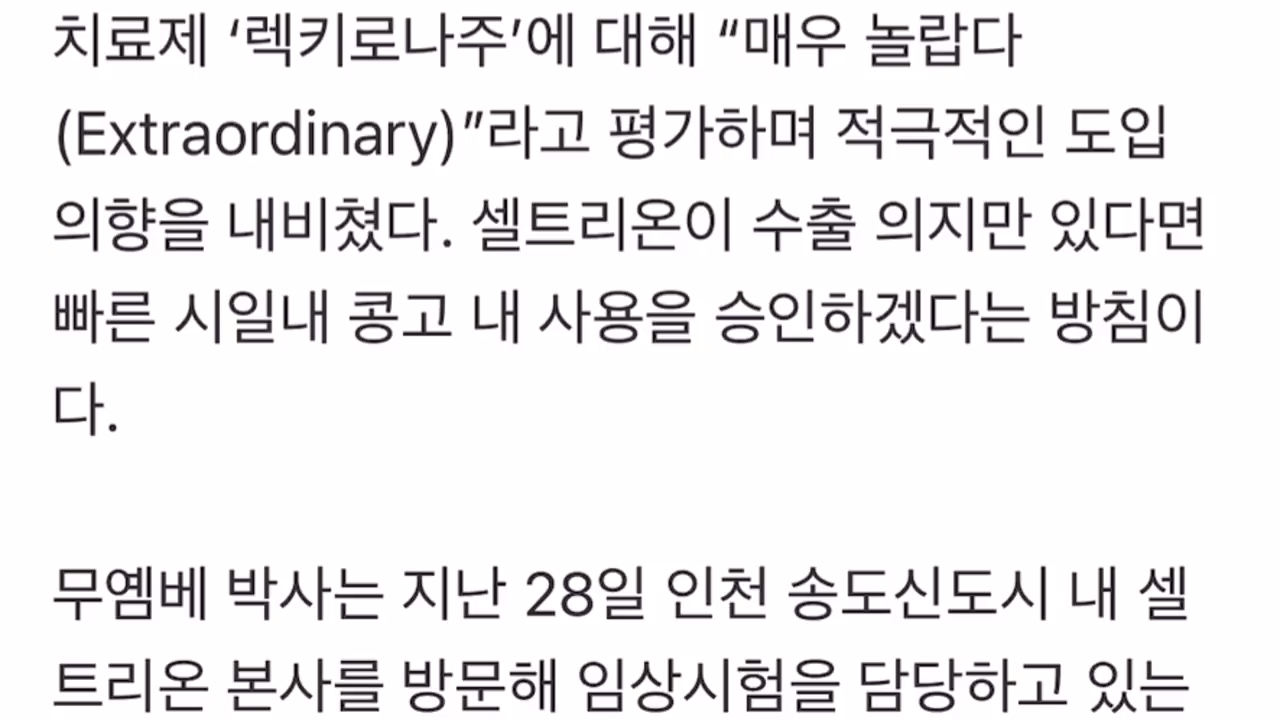 치료제 ‘렉키로나주’에 대해 “매우 놀랍다
(Extraordinary)”라고 평가하며 적극적인 도입
의향을 내비쳤다. 셀트리온이 수출 의지만 있다면
빠른 시일내 콩고 내 사용을 승인하겠다는 방침이
다.
무옘베 박사는 지난 28일 인천 송도신도시 내 셀
트리온 본사를 방문해 임상시험을 담당하고 있는